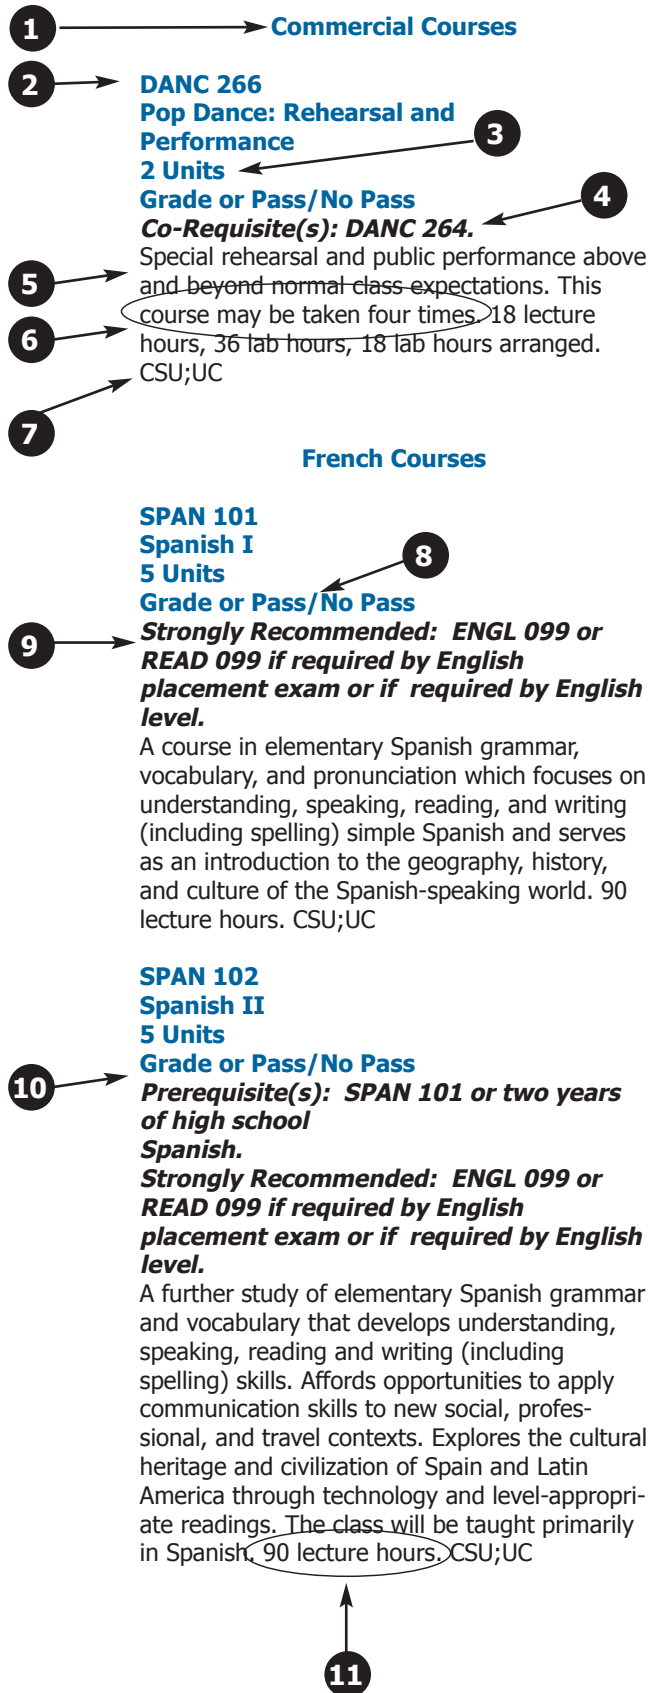 1
Commercial Courses
2
DANC 266
Pop Dance: Rehearsal and
Performance
3
2 Units
Grade or Pass/No Pass
4
Co-Requisite(s): DANC 264.
Special rehearsal and public performance above
5
and beyond normal class expectations. This
course may be taken four times. 18 lecture
6
hours, 36 lab hours, 18 lab hours arranged.
CSU;UC
7
French Courses
SPAN 101
Spanish I
8
5 Units
Grade or Pass/No Pass
9
Strongly Recommended:  ENGL 099 or
READ 099 if required by English
placement exam or if  required by English
level.
A course in elementary Spanish grammar,
vocabulary, and pronunciation which focuses on
understanding, speaking, reading, and writing
(including spelling) simple Spanish and serves
as an introduction to the geography, history,
and culture of the Spanish-speaking world. 90
lecture hours. CSU;UC
SPAN 102
Spanish II
5 Units
Grade or Pass/No Pass
10
Prerequisite(s):  SPAN 101 or two years
of high school
Spanish.
Strongly Recommended:  ENGL 099 or
READ 099 if required by English
placement exam or if  required by English
level.
A further study of elementary Spanish grammar
and vocabulary that develops understanding,
speaking, reading and writing (including
spelling) skills. Affords opportunities to apply
communication skills to new social, profes-
sional, and travel contexts. Explores the cultural
heritage and civilization of Spain and Latin
America through technology and level-appropri-
ate readings. The class will be taught primarily
in Spanish. 90 lecture hours. CSU;UC
11